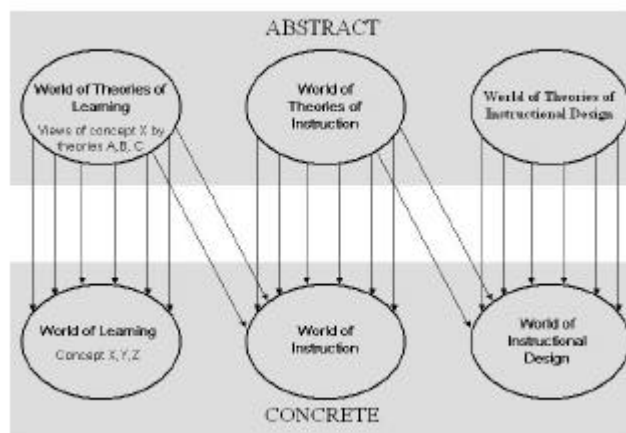 ABSTRACT
World of Theories of
Learning
Views of concept X by
theories A,B, C
World of
Theories of
Instruction
World of Theories of
Instructional Design
World of Learning
Concept X,Y,Z
World of
Instruction
World of
Instructional
Design
CONCRETE